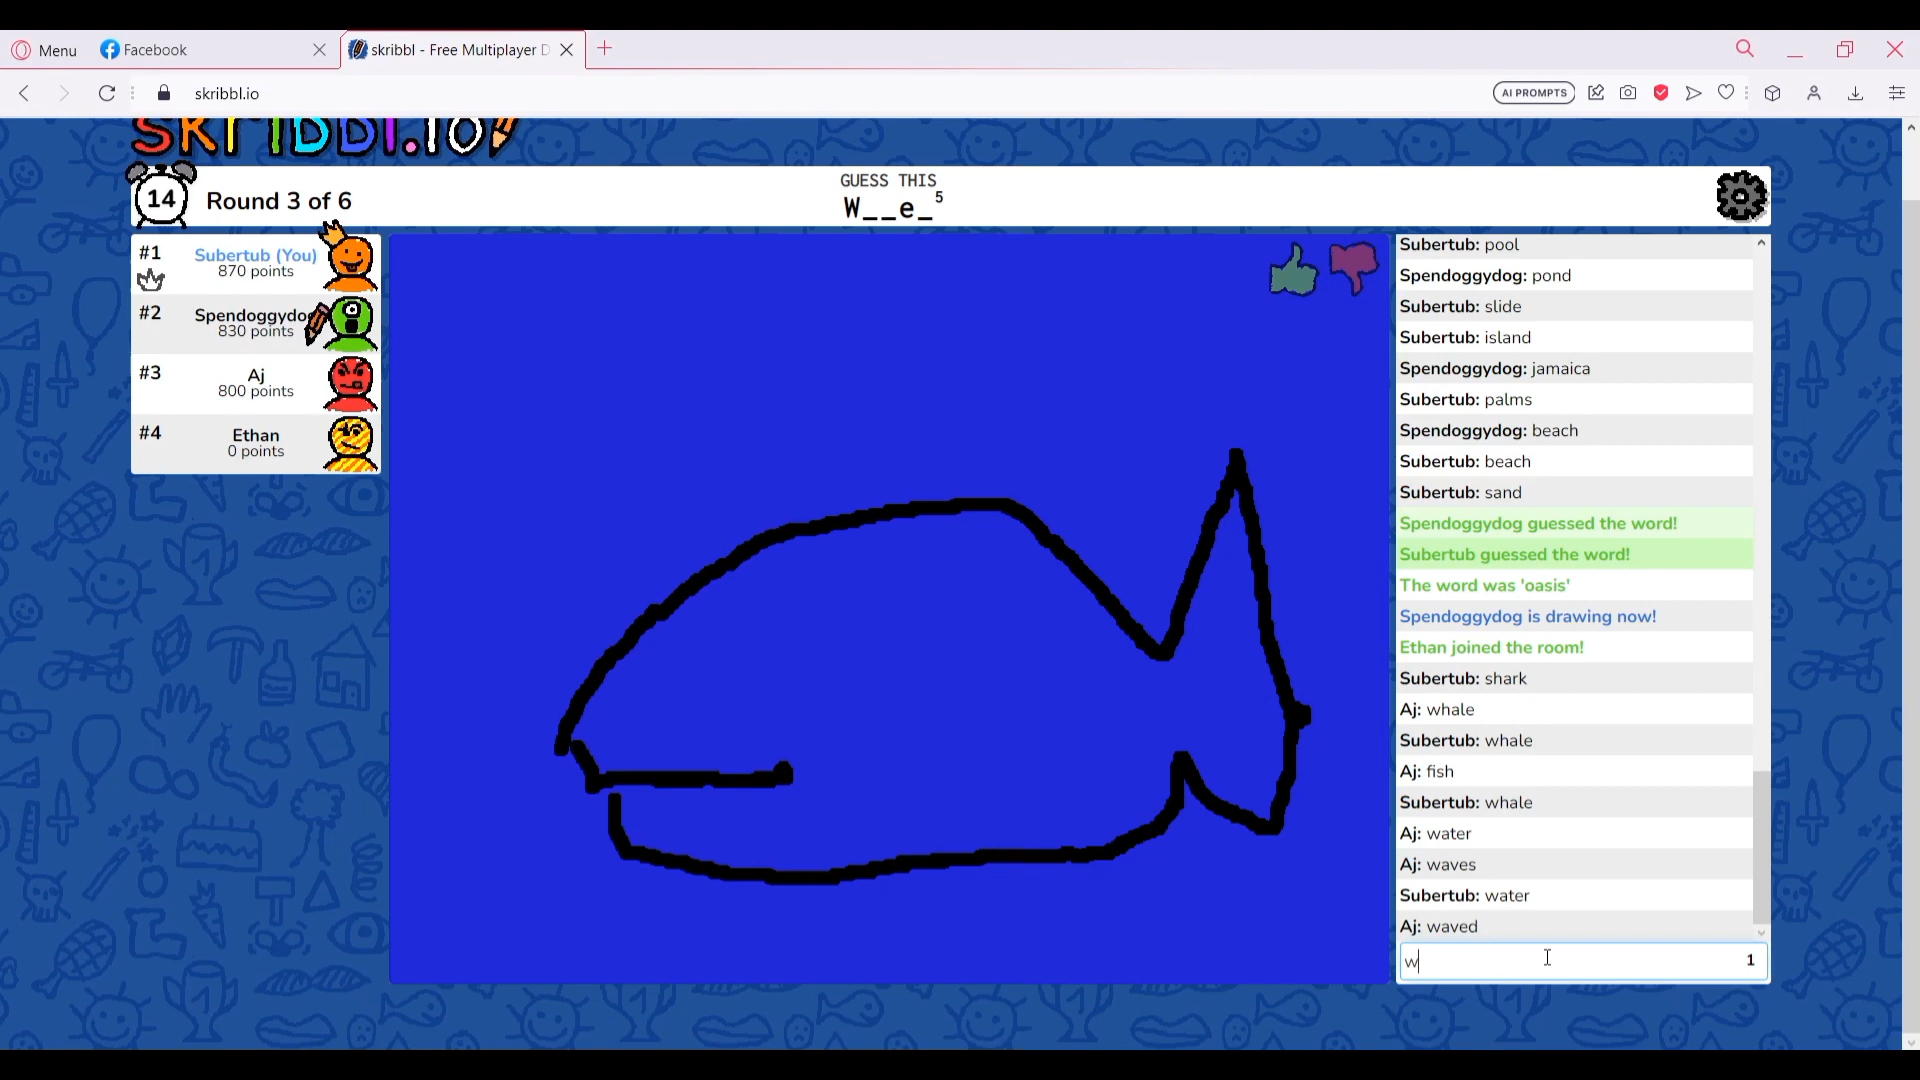 Menu
Facebook
skribbl - Free Multiplayer D
skribbl.io
AI PROMPTS
SKRIBBL.IO
14
Round 3 of 6
GUESS THIS
W__e_ 5
#1
Subertub (You)
870 points
#2
Spendoggydo
830 points
#3
Aj
800 points
#4
Ethan
0 points
Subertub: pool
Spendoggydog: pond
Subertub: slide
Subertub: island
Spendoggydog: jamaica
Subertub: palms
Spendoggydog: beach
Subertub: beach
Subertub: sand
Spendoggydog guessed the word!
Subertub guessed the word!
The word was 'oasis'
Spendoggydog is drawing now!
Ethan joined the room!
Subertub: shark
Aj: whale
Subertub: whale
Aj: fish
Subertub: whale
Aj: water
Aj: waves
Subertub: water
Aj: waved
w
1